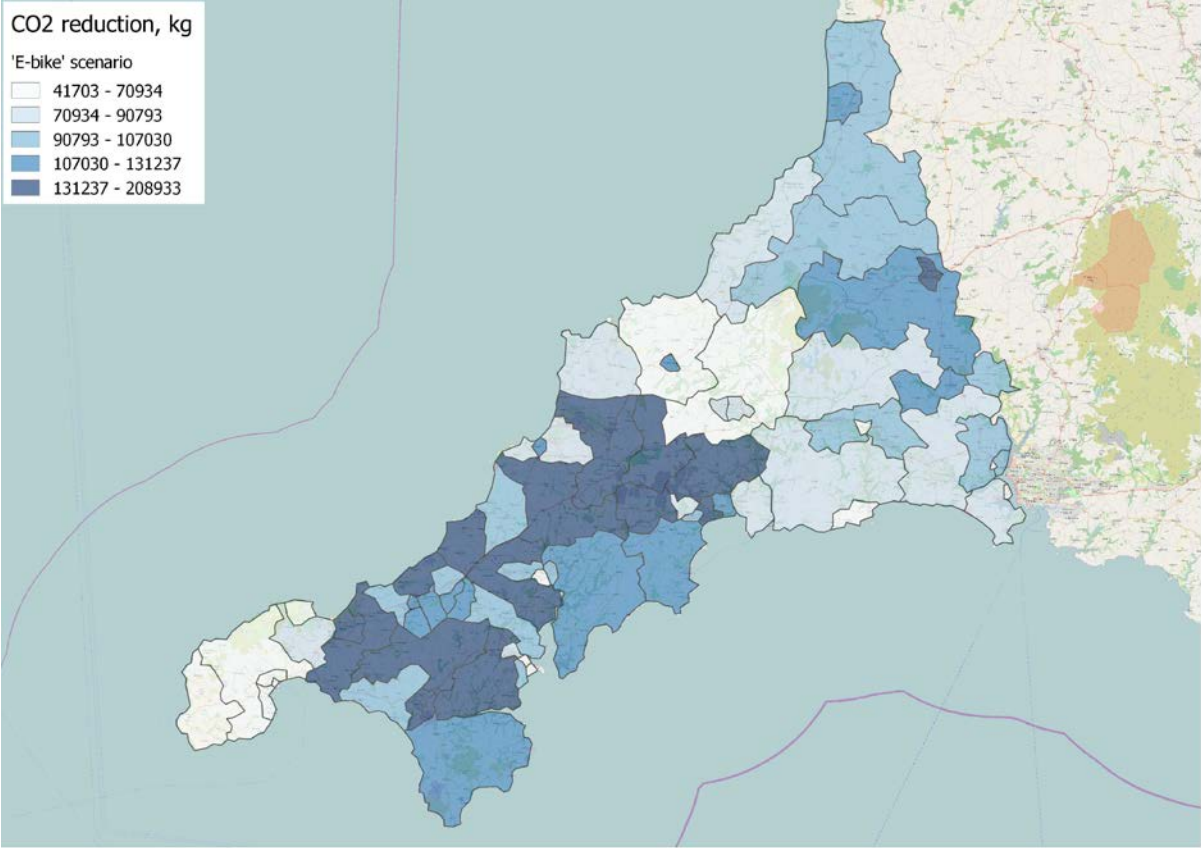 CO2 reduction, kg
'E-bike' scenario
41703 - 70934
70934 - 90793
90793 - 107030
107030 - 131237
131237 - 208933